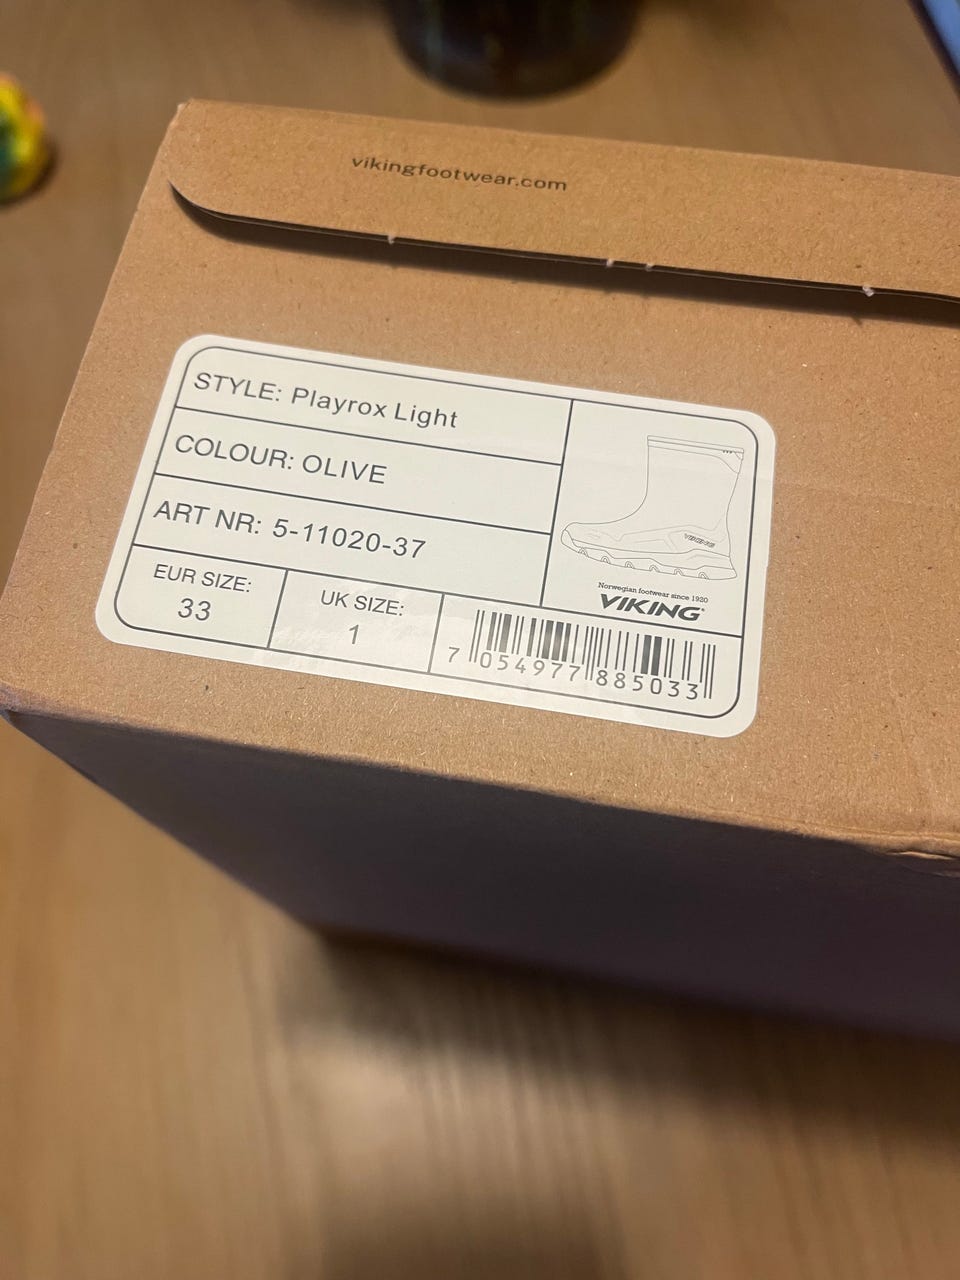 vikingfootwear.com
STYLE: Playrox Light
COLOUR: OLIVE
ART NR: 5-11020-37
EUR SIZE:
33
UK SIZE:
1
VIKING
Norwegian footwear since 1920
VIKING®
7 054977 885033